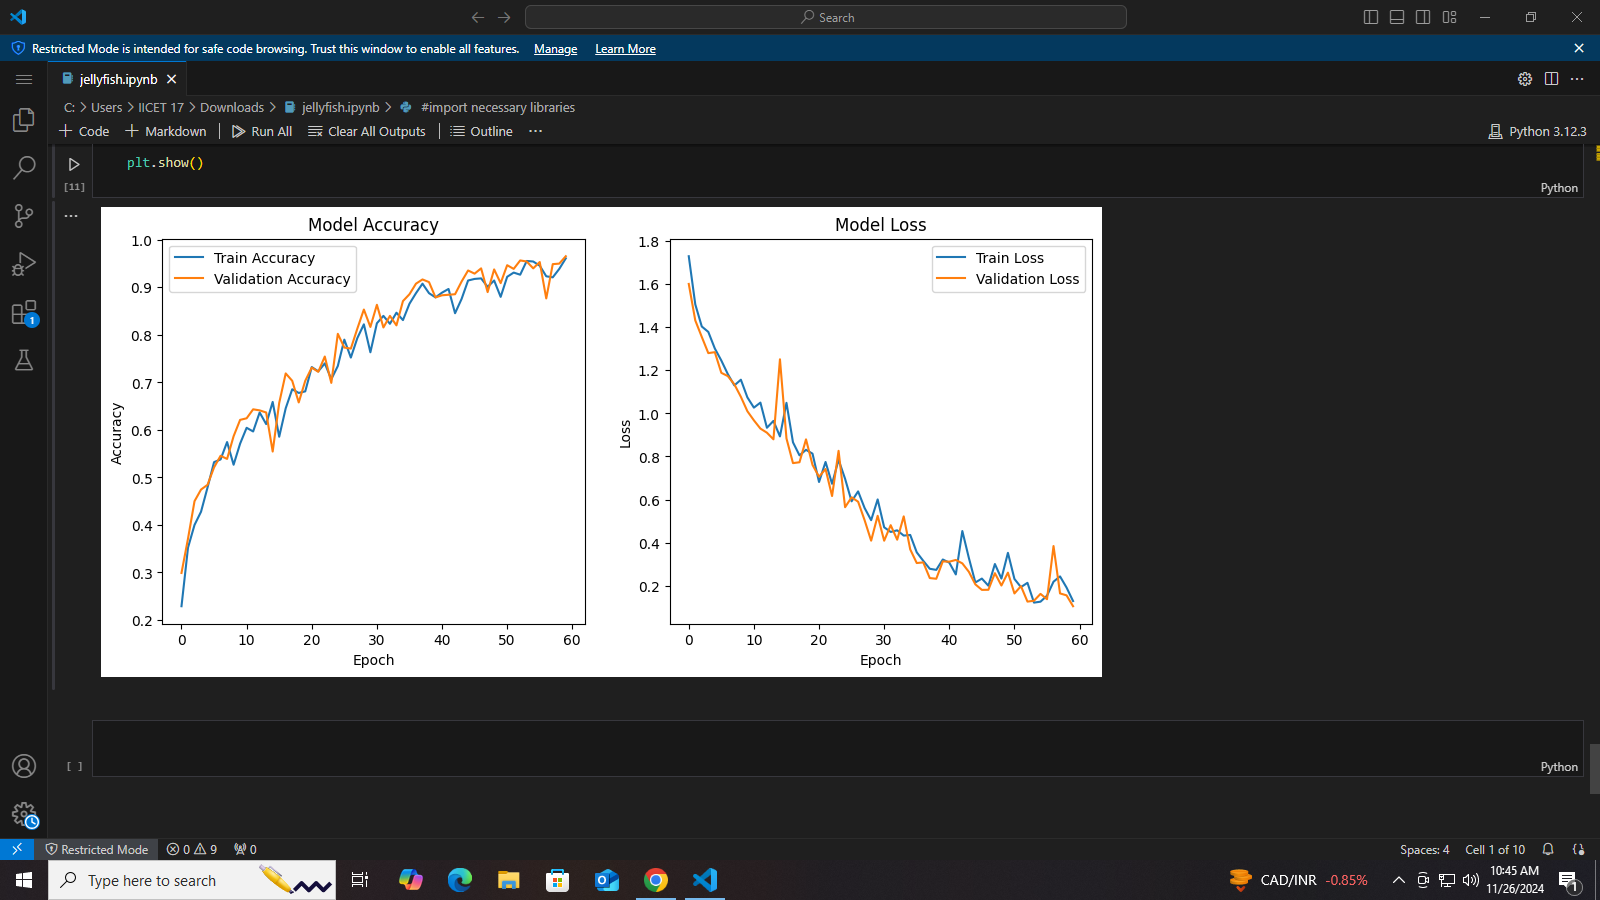 Search
Restricted Mode is intended for safe code browsing. Trust this window to enable all features. Manage Learn More
jellyfish.ipynb
C: > Users > IICET 17 > Downloads > jellyfish.ipynb > #import necessary libraries
+ Code + Markdown | Run All Clear All Outputs | Outline ...
Python 3.12.3
plt.show()
[11]
Python
...
Model Accuracy
1.0
0.9
0.8
0.7
0.6
0.5
0.4
0.3
0.2
Accuracy
Train Accuracy
Validation Accuracy
0 10 20 30 40 50 60
Epoch
Model Loss
1.8
1.6
1.4
1.2
1.0
0.8
0.6
0.4
0.2
Loss
Train Loss
Validation Loss
0 10 20 30 40 50 60
Epoch
1
[ ]
Python
Restricted Mode 0 9 0
Spaces: 4 Cell 1 of 10
Type here to search
CAD/INR -0.85%
10:45 AM
11/26/2024
1